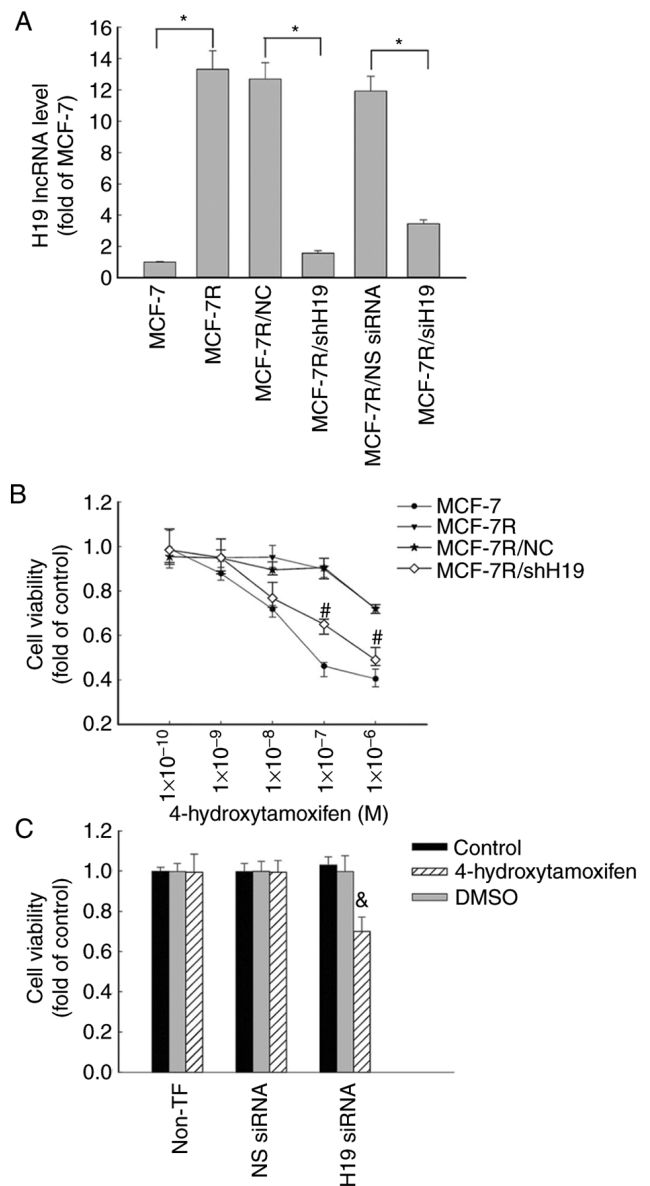 A
H19 lncRNA level
(fold of MCF-7)
16
14
12
10
8
6
4
2
0
*
*
*
MCF-7
MCF-7R
MCF-7R/NC
MCF-7R/shH19
MCF-7R/NS siRNA
MCF-7R/siH19
B
Cell viability
(fold of control)
1.2
1.0
0.8
0.6
0.4
0.2
MCF-7
MCF-7R
MCF-7R/NC
MCF-7R/shH19
#
#
1×10⁻¹⁰
1×10⁻⁹
1×10⁻⁸
1×10⁻⁷
1×10⁻⁶
4-hydroxytamoxifen (M)
C
Cell viability
(fold of control)
1.2
1.0
0.8
0.6
0.4
0.2
0.0
Control
4-hydroxytamoxifen
DMSO
&
Non-TF
NS siRNA
H19 siRNA